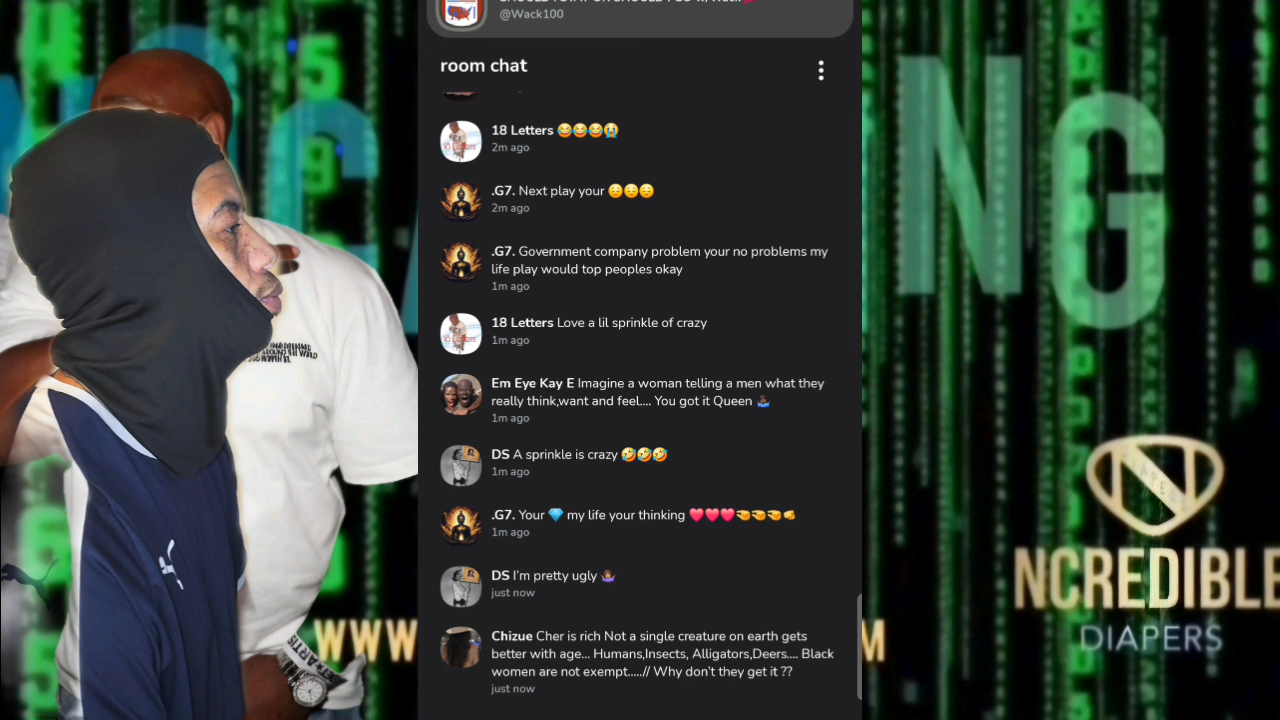 @Wack100
room chat
18 Letters 😂😂😂😭
2m ago
.G7. Next play your 😌😌😌
2m ago
.G7. Government company problem your no problems my
life play would top peoples okay
1m ago
18 Letters Love a lil sprinkle of crazy
1m ago
Em Eye Kay E Imagine a woman telling a men what they
really think,want and feel.... You got it Queen
1m ago
DS A sprinkle is crazy 🤣🤣🤣
1m ago
.G7. Your 💎 my life your thinking ❤️❤️❤️🤜🤜🤜👊
1m ago
DS I'm pretty ugly 🤷🏽‍♀️
just now
Chizue Cher is rich Not a single creature on earth gets
better with age... Humans,Insects, Alligators,Deers.... Black
women are not exempt.....// Why don't they get it ??
just now
NG
WWW
M
NCREDIBLE
DIAPERS